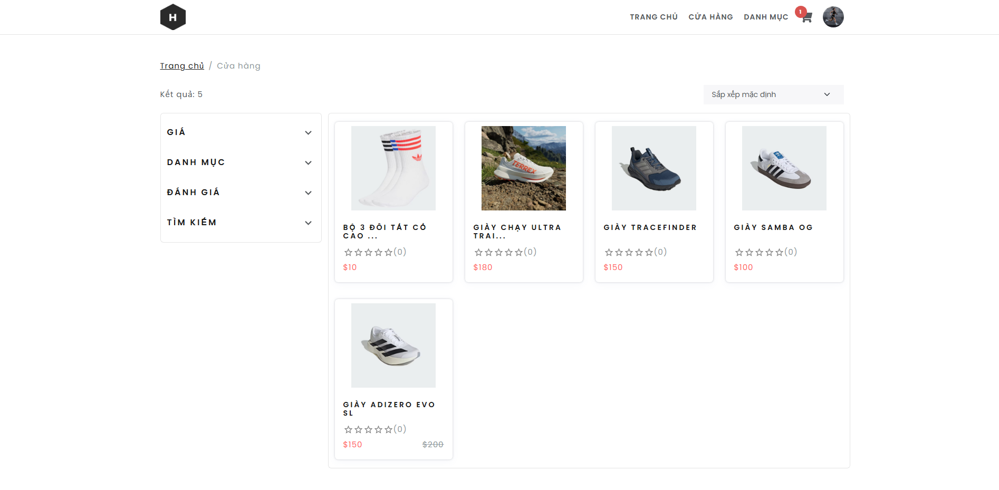 H
TRANG CHỦ CỬA HÀNG DANH MỤC 1
Trang chủ / Cửa hàng
Kết quả: 5
Sắp xếp mặc định
GIÁ
DANH MỤC
ĐÁNH GIÁ
TÌM KIẾM
BỘ 3 ĐÔI TẤT CỔ
CAO ...
(0)
$10
TERREX
GIÀY CHẠY ULTRA
TRAI...
(0)
$180
GIÀY TRACEFINDER
(0)
$150
GIÀY SAMBA OG
(0)
$100
GIÀY ADIZERO EVO
SL
(0)
$150 $200